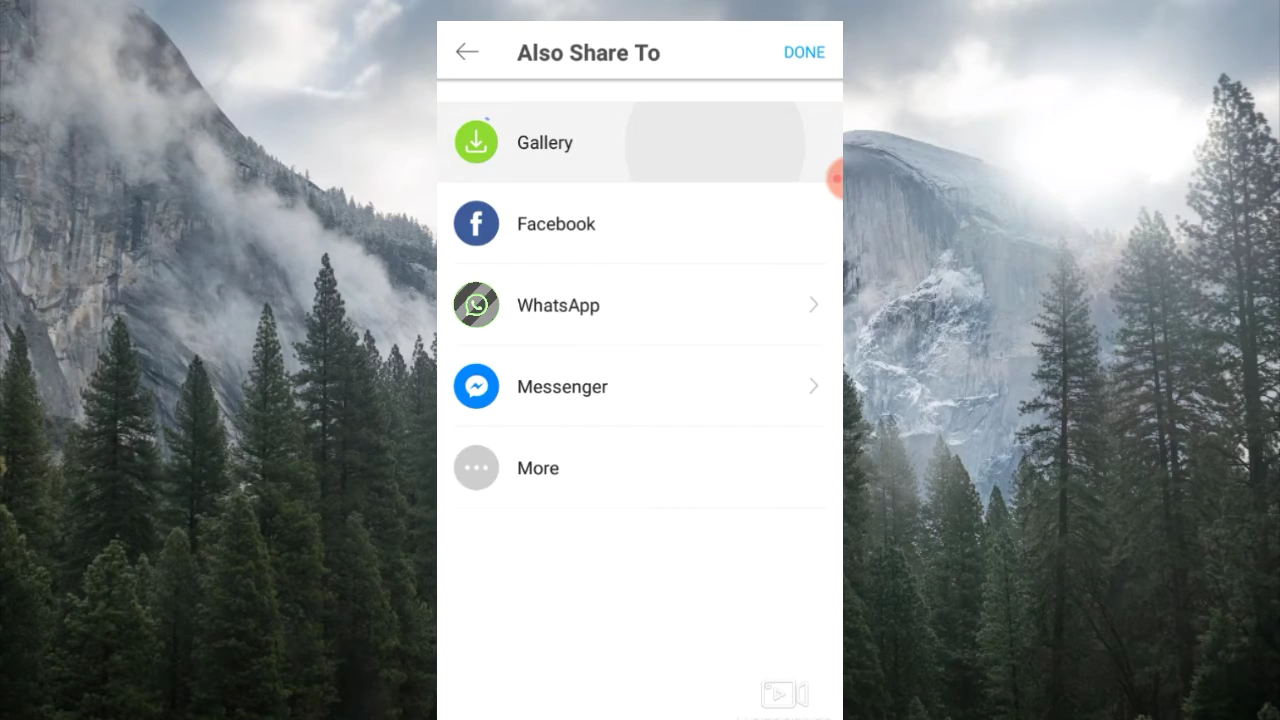 Also Share To
DONE
Gallery
Facebook
WhatsApp
Messenger
More